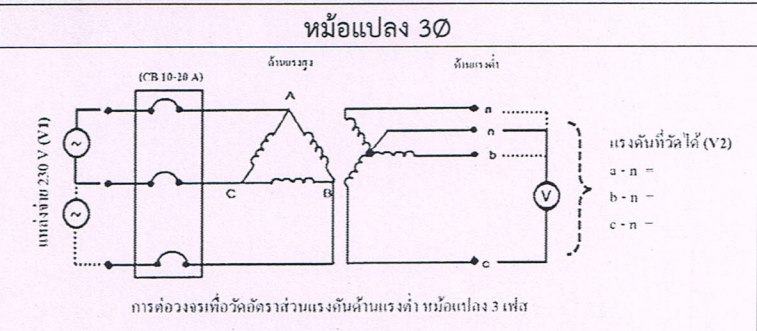 หม้อแปลง 3Ø
(CB 10-20 A)
ด้านแรงสูง
ด้านแรงต่ำ
A
C
B
a
n
b
c
แหล่งจ่าย 230 V (V1)
~
~
V
แรงดันที่วัดได้ (V2)
a - n =
b - n =
c - n =
การต่อวงจรเพื่อวัดอัตราส่วนแรงดันด้านแรงต่ำ หม้อแปลง 3 เฟส